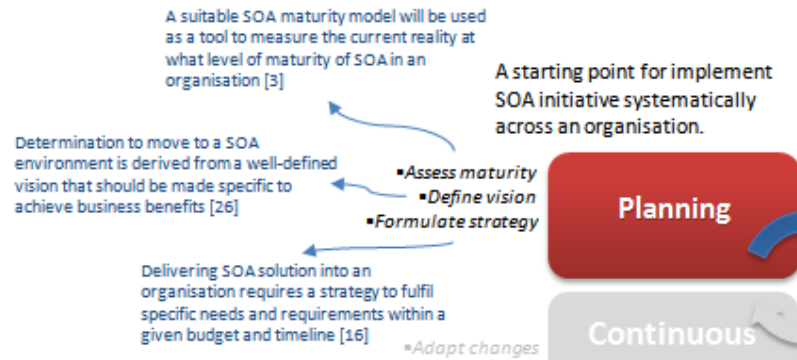 A suitable SOA maturity model will be used
as a tool to measure the current reality at
what level of maturity of SOA in an
organisation [3]
A starting point for implement
SOA initiative systematically
across an organisation.
Determination to move to a SOA
environment is derived from a well-defined
vision that should be made specific to
achieve business benefits [26]
▪Assess maturity
▪Define vision
▪Formulate strategy
Planning
Delivering SOA solution into an
organisation requires a strategy to fulfil
specific needs and requirements within a
given budget and timeline [16]
▪Adapt changes
Continuous